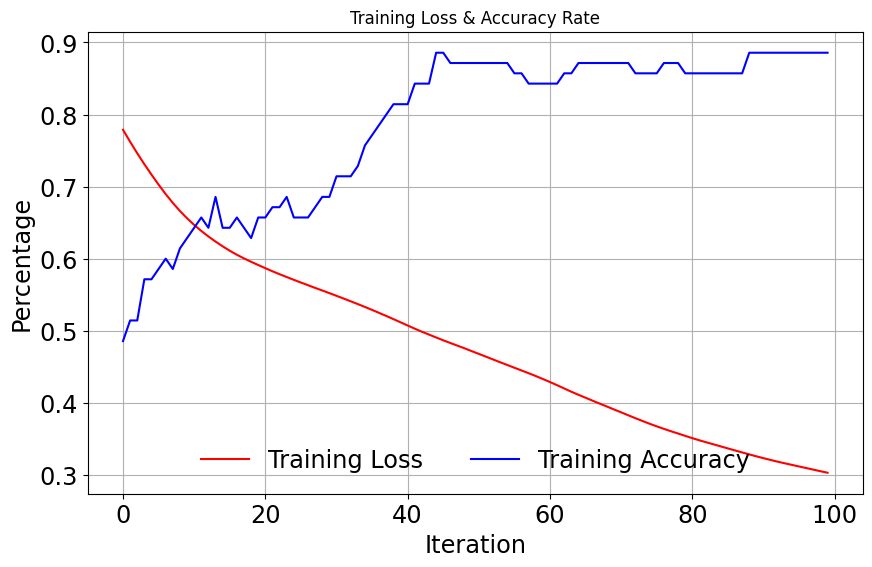 Training Loss & Accuracy Rate
Percentage
0.9
0.8
0.7
0.6
0.5
0.4
0.3
Training Loss
Training Accuracy
0 20 40 60 80 100
Iteration